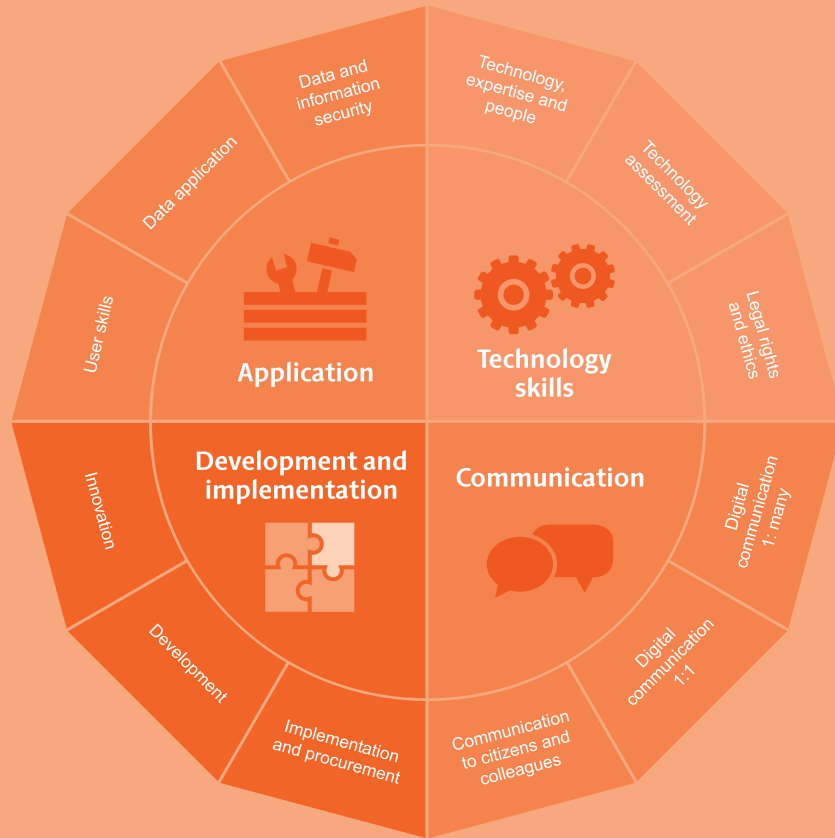 Data and
information
security
Technology,
expertise and
people
Data application
Technology
assessment
User skills
Legal rights
and ethics
Application
Technology
skills
Development and
implementation
Communication
Innovation
Digital
communication
1: many
Development
Digital
communication
1:1
Implementation
and procurement
Communication
to citizens and
colleagues